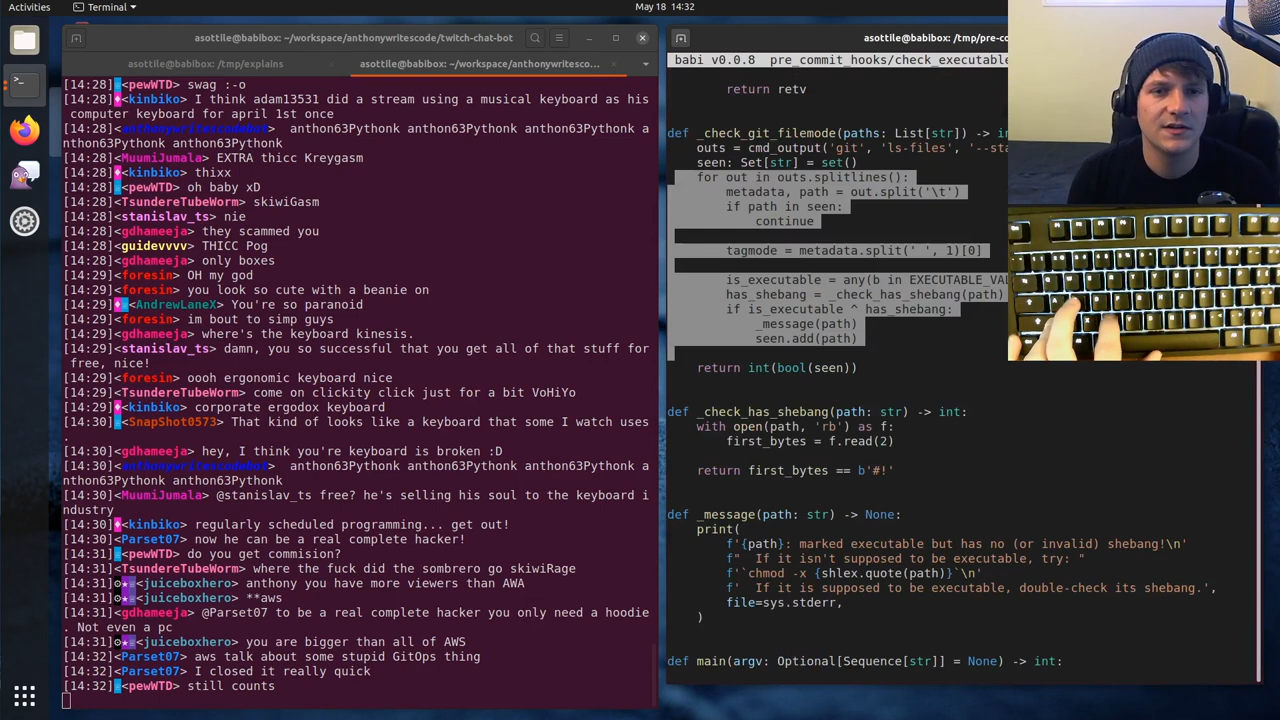 Activities
Terminal
May 18 14:32
asottile@babibox: ~/workspace/anthonywritescode/twitch-chat-bot
asottile@babibox: /tmp/explains
asottile@babibox: ~/workspace/anthonywritesco...
[14:28] <pewWTD> swag :-o
[14:28] <kinbiko> I think adam13531 did a stream using a musical keyboard as his
computer keyboard for april 1st once
[14:28] <anthonywritescodebot>  anthon63Pythonk anthon63Pythonk anthon63Pythonk a
nthon63Pythonk anthon63Pythonk
[14:28]<MuumiJumala> EXTRA thicc Kreygasm
[14:28] <kinbiko> thixx
[14:28] <pewWTD> oh baby xD
[14:28]<TsundereTubeWorm> skiwiGasm
[14:28]<stanislav_ts> nie
[14:28]<gdhameeja> they scammed you
[14:28] <guidevvvv> THICC Pog
[14:28]<gdhameeja> only boxes
[14:29]<foresin> OH my god
[14:29]<foresin> you look so cute with a beanie on
[14:29] <AndrewLaneX> You're so paranoid
[14:29]<foresin> im bout to simp guys
[14:29]<gdhameeja> where's the keyboard kinesis.
[14:29]<stanislav_ts> damn, you so successful that you get all of that stuff for
free, nice!
[14:29]<foresin> oooh ergonomic keyboard nice
[14:29]<TsundereTubeWorm> come on clickity click just for a bit VoHiYo
[14:29] <kinbiko> corporate ergodox keyboard
[14:30] <SnapShot0573> That kind of looks like a keyboard that some I watch uses
.
[14:30]<gdhameeja> hey, I think you're keyboard is broken :D
[14:30] <anthonywritescodebot>  anthon63Pythonk anthon63Pythonk anthon63Pythonk a
nthon63Pythonk anthon63Pythonk
[14:30]<MuumiJumala> @stanislav_ts free? he's selling his soul to the keyboard i
ndustry
[14:30] <kinbiko> regularly scheduled programming... get out!
[14:30]<Parset07> now he can be a real complete hacker!
[14:31] <pewWTD> do you get commision?
[14:31]<TsundereTubeWorm> where the fuck did the sombrero go skiwiRage
[14:31] <juiceboxhero> anthony you have more viewers than AWA
[14:31] <juiceboxhero> **aws
[14:31]<gdhameeja> @Parset07 to be a real complete hacker you only need a hoodie
. Not even a pc
[14:31] <juiceboxhero> you are bigger than all of AWS
[14:32]<Parset07> aws talk about some stupid GitOps thing
[14:32]<Parset07> I closed it really quick
[14:32] <pewWTD> still counts
asottile@babibox: /tmp/pre-co
babi v0.0.8  pre_commit_hooks/check_executable
return retv
def _check_git_filemode(paths: List[str]) -> in
outs = cmd_output('git', 'ls-files', '--sta
seen: Set[str] = set()
for out in outs.splitlines():
metadata, path = out.split('\t')
if path in seen:
continue
tagmode = metadata.split(' ', 1)[0]
is_executable = any(b in EXECUTABLE_VAL
has_shebang = _check_has_shebang(path)
if is_executable ^ has_shebang:
_message(path)
seen.add(path)
return int(bool(seen))
def _check_has_shebang(path: str) -> int:
with open(path, 'rb') as f:
first_bytes = f.read(2)
return first_bytes == b'#!'
def _message(path: str) -> None:
print(
f'{path}: marked executable but has no (or invalid) shebang!\n'
f"  If it isn't supposed to be executable, try: "
f'`chmod -x {shlex.quote(path)}`\n'
f'  If it is supposed to be executable, double-check its shebang.',
file=sys.stderr,
)
def main(argv: Optional[Sequence[str]] = None) -> int: